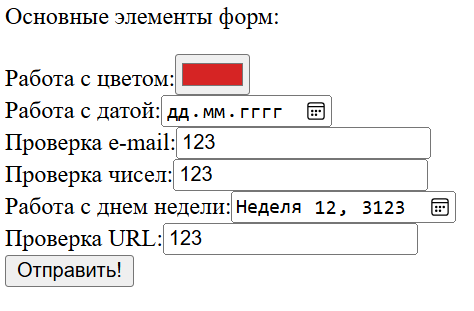 Основные элементы форм:
Работа с цветом:
Работа с датой: дд.мм.гггг
Проверка e-mail: 123
Проверка чисел: 123
Работа с днем недели: Неделя 12, 3123
Проверка URL: 123
Отправить!